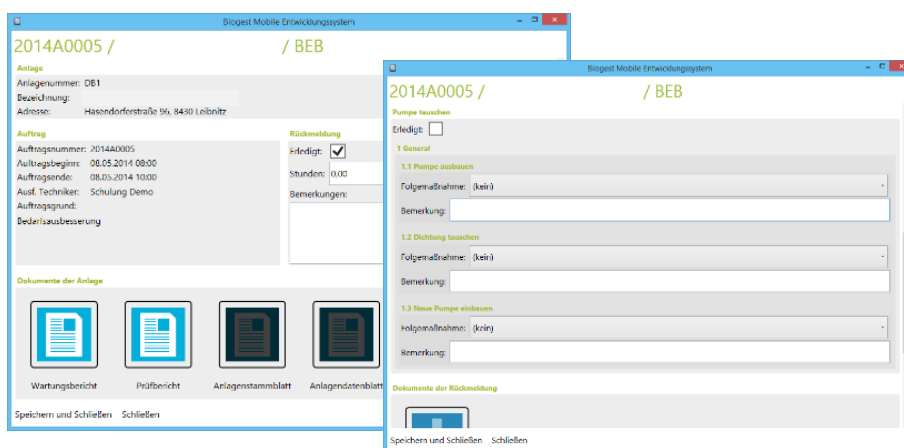 Biogest Mobile Entwicklungssystem
2014A0005 / / BEB
Anlage
Anlagenummer: DB1
Bezeichnung:
Adresse: Hasendorferstraße 96, 8430 Leibnitz
Auftrag
Auftragsnummer: 2014A0005
Auftragsbeginn: 08.05.2014 08:00
Auftragsende: 08.05.2014 10:00
Ausf. Techniker: Schulung Demo
Auftragsgrund:
Bedarfsausbesserung
Rückmeldung
Erledigt:
Stunden: 0,00
Bemerkungen:
Dokumente der Anlage
Wartungsbericht Prüfbericht Anlagenstammblatt Anlagendatenblatt
Speichern und Schließen Schließen
Biogest Mobile Entwicklungssystem
2014A0005 / / BEB
Pumpe tauschen
Erledigt:
1 General
1.1 Pumpe ausbauen
Folgemaßnahme: (kein)
Bemerkung:
1.2 Dichtung tauschen
Folgemaßnahme: (kein)
Bemerkung:
1.3 Neue Pumpe einbauen
Folgemaßnahme: (kein)
Bemerkung:
Dokumente der Rückmeldung
Speichern und Schließen Schließen